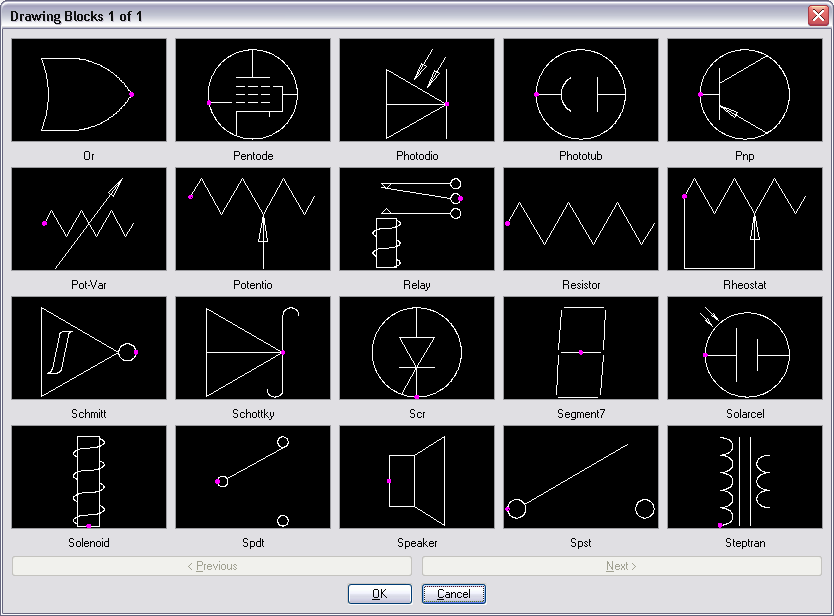 Drawing Blocks 1 of 1
Or Pentode Photodio Phototub Pnp
Pot-Var Potentio Relay Resistor Rheostat
Schmitt Schottky Scr Segment7 Solarcel
Solenoid Spdt Speaker Spst Steptran
< Previous Next >
OK Cancel